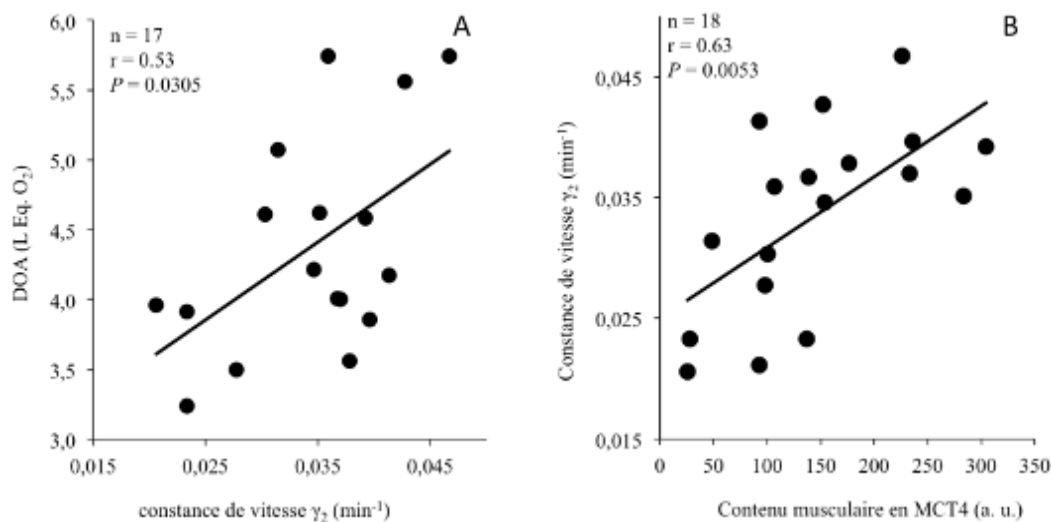 A
n = 17
r = 0.53
P = 0.0305
DOA (L Eq. O₂)
6,0
5,5
5,0
4,5
4,0
3,5
3,0
0,015 0,025 0,035 0,045
constance de vitesse γ₂ (min⁻¹)
B
n = 18
r = 0.63
P = 0.0053
Constance de vitesse γ₂ (min⁻¹)
0,045
0,035
0,025
0,015
0 50 100 150 200 250 300 350
Contenu musculaire en MCT4 (a. u.)